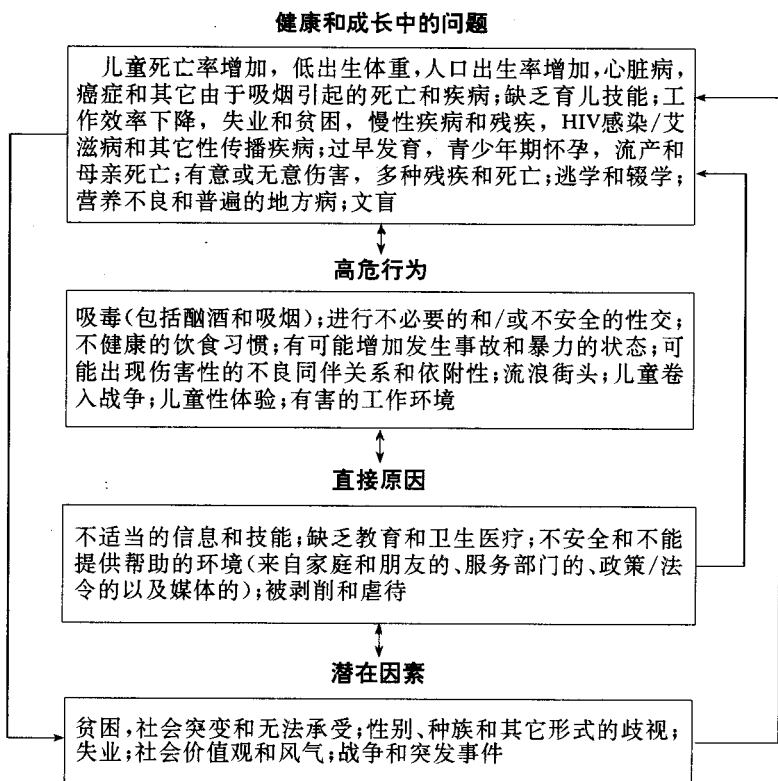 健康和成长中的问题
儿童死亡率增加，低出生体重，人口出生率增加，心脏病，
癌症和其它由于吸烟引起的死亡和疾病；缺乏育儿技能；工
作效率下降，失业和贫困，慢性疾病和残疾，HIV感染/艾
滋病和其它性传播疾病；过早发育，青少年期怀孕，流产和
母亲死亡；有意或无意伤害，多种残疾和死亡；逃学和辍学；
营养不良和普遍的地方病；文盲
高危行为
吸毒(包括酗酒和吸烟)；进行不必要的和/或不安全的性交；
不健康的饮食习惯；有可能增加发生事故和暴力的状态；可
能出现伤害性的不良同伴关系和依附性；流浪街头；儿童卷
入战争；儿童性体验；有害的工作环境
直接原因
不适当的信息和技能；缺乏教育和卫生医疗；不安全和不能
提供帮助的环境(来自家庭和朋友的、服务部门的、政策/法
令的以及媒体的)；被剥削和虐待
潜在因素
贫困，社会突变和无法承受；性别、种族和其它形式的歧视；
失业；社会价值观和风气；战争和突发事件